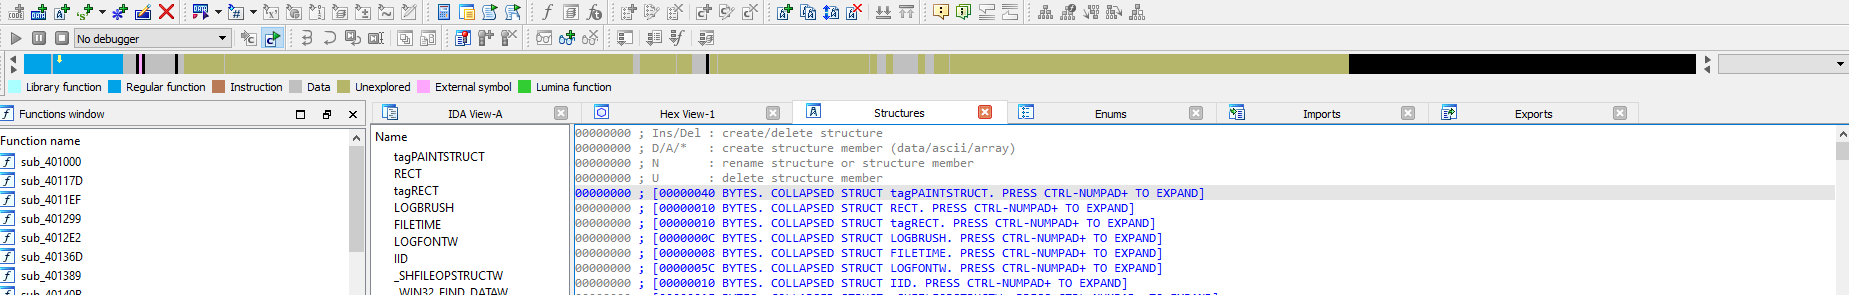 No debugger
Library function Regular function Instruction Data Unexplored External symbol Lumina function
Functions window
IDA View-A Hex View-1 Structures Enums Imports Exports
Function name
sub_401000
sub_40117D
sub_4011EF
sub_401299
sub_4012E2
sub_40136D
sub_401389
sub_40140B
Name
tagPAINTSTRUCT
RECT
tagRECT
LOGBRUSH
FILETIME
LOGFONTW
IID
_SHFILEOPSTRUCTW
_WIN32_FIND_DATAW
00000000 ; Ins/Del : create/delete structure
00000000 ; D/A/* : create structure member (data/ascii/array)
00000000 ; N : rename structure or structure member
00000000 ; U : delete structure member
00000000 ; [00000040 BYTES. COLLAPSED STRUCT tagPAINTSTRUCT. PRESS CTRL-NUMPAD+ TO EXPAND]
00000000 ; [00000010 BYTES. COLLAPSED STRUCT RECT. PRESS CTRL-NUMPAD+ TO EXPAND]
00000000 ; [00000010 BYTES. COLLAPSED STRUCT tagRECT. PRESS CTRL-NUMPAD+ TO EXPAND]
00000000 ; [0000000C BYTES. COLLAPSED STRUCT LOGBRUSH. PRESS CTRL-NUMPAD+ TO EXPAND]
00000000 ; [00000008 BYTES. COLLAPSED STRUCT FILETIME. PRESS CTRL-NUMPAD+ TO EXPAND]
00000000 ; [0000005C BYTES. COLLAPSED STRUCT LOGFONTW. PRESS CTRL-NUMPAD+ TO EXPAND]
00000000 ; [00000010 BYTES. COLLAPSED STRUCT IID. PRESS CTRL-NUMPAD+ TO EXPAND]